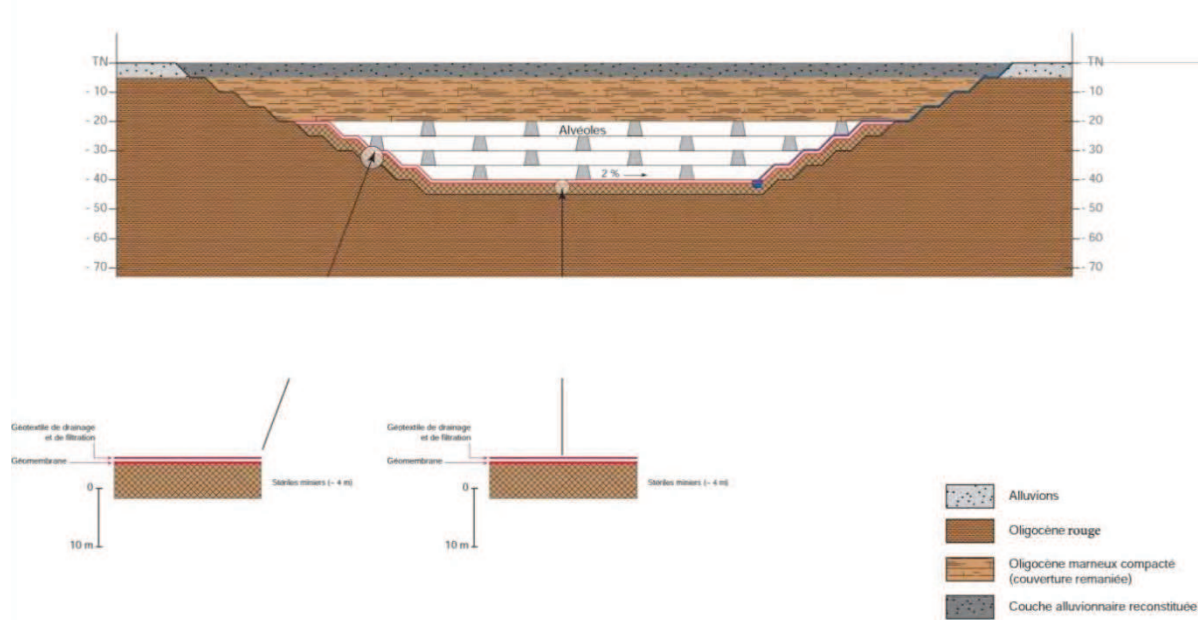 TN
TN
- 10
- 10
- 20
- 20
Alvéoles
- 30
- 30
2 %
- 40
- 40
- 50
- 50
- 60
- 60
- 70
- 70
Géotextile de drainage
et de filtration
Géomembrane
Stériles miniers (~ 4 m)
0
10 m
Géotextile de drainage
et de filtration
Géomembrane
Stériles miniers (~ 4 m)
0
10 m
Alluvions
Oligocène rouge
Oligocène marneux compacté
(couverture remaniée)
Couche alluvionnaire reconstituée